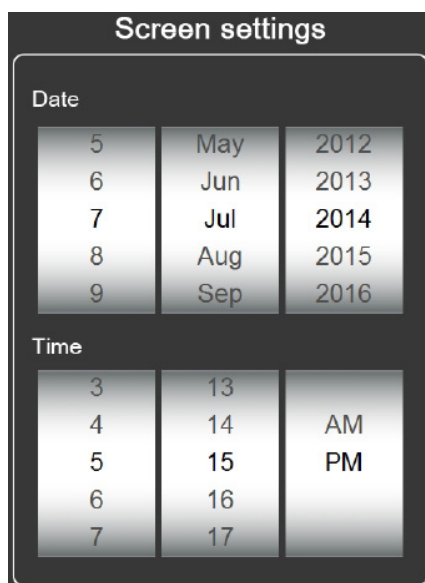 Screen settings
Date
5 May 2012
6 Jun 2013
7 Jul 2014
8 Aug 2015
9 Sep 2016
Time
3 13
4 14 AM
5 15 PM
6 16
7 17